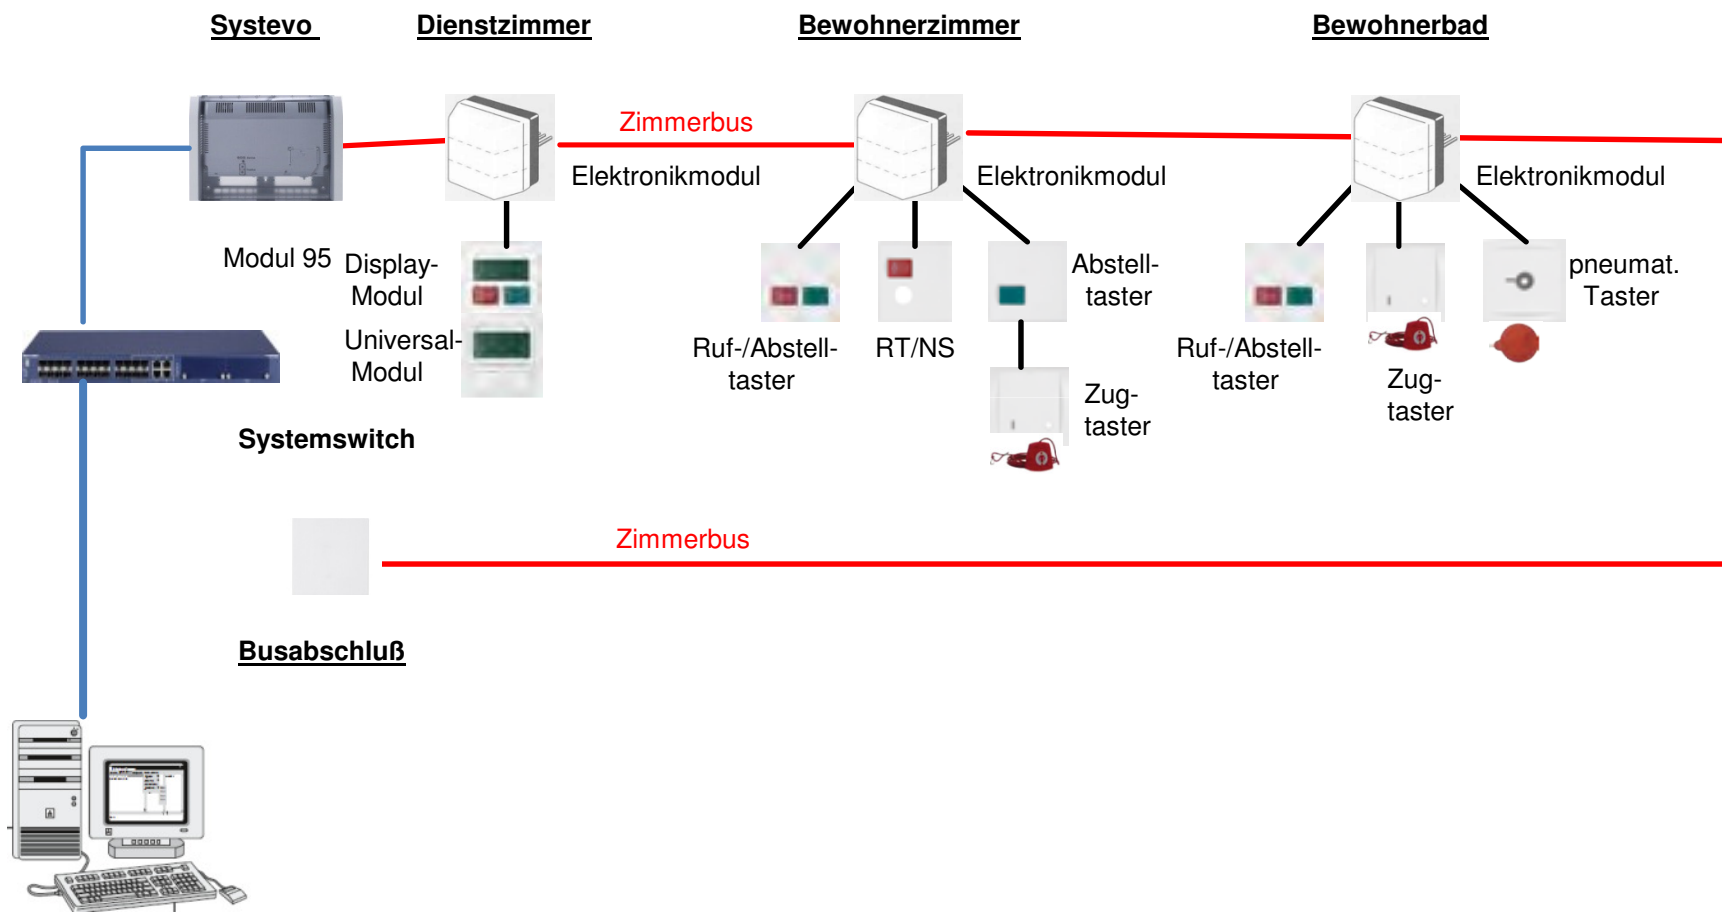 Systevo
Dienstzimmer
Bewohnerzimmer
Bewohnerbad
Zimmerbus
Elektronikmodul
Elektronikmodul
Elektronikmodul
Modul 95
Display-
Modul
Universal-
Modul
Ruf-/Abstell-
taster
RT/NS
Abstell-
taster
Zug-
taster
Ruf-/Abstell-
taster
Zug-
taster
pneumat.
Taster
Systemswitch
Zimmerbus
Busabschluß